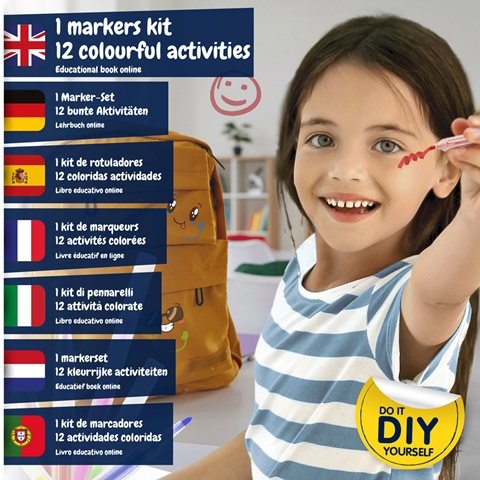 1 markers kit
12 colourful activities
Educational book online
1 Marker-Set
12 bunte Aktivitäten
Lehrbuch online
1 kit de rotuladores
12 coloridas actividades
Libro educativo online
1 kit de marqueurs
12 activités colorées
Livre éducatif en ligne
1 kit di pennarelli
12 attività colorate
Libro educativo online
1 markerset
12 kleurrijke activiteiten
Educatief book online
1 kit de marcadores
12 actividades coloridas
Livro educativo online
DO IT
DIY
YOURSELF